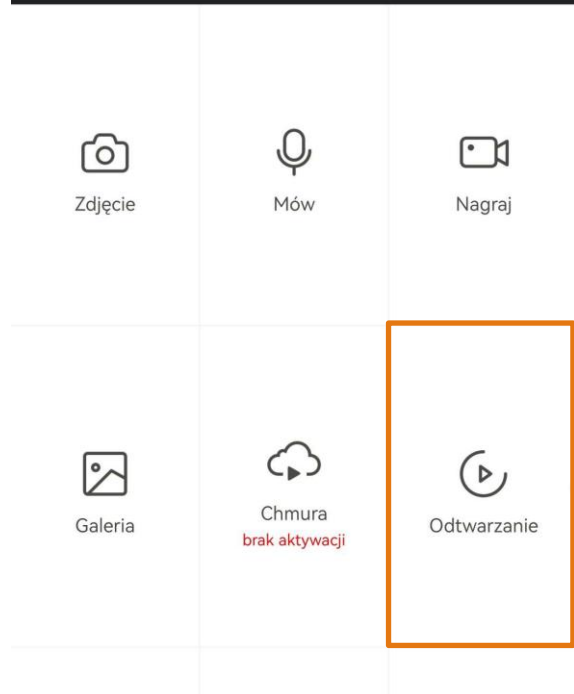 Zdjęcie
Mów
Nagraj
Galeria
Chmura
brak aktywacji
Odtwarzanie